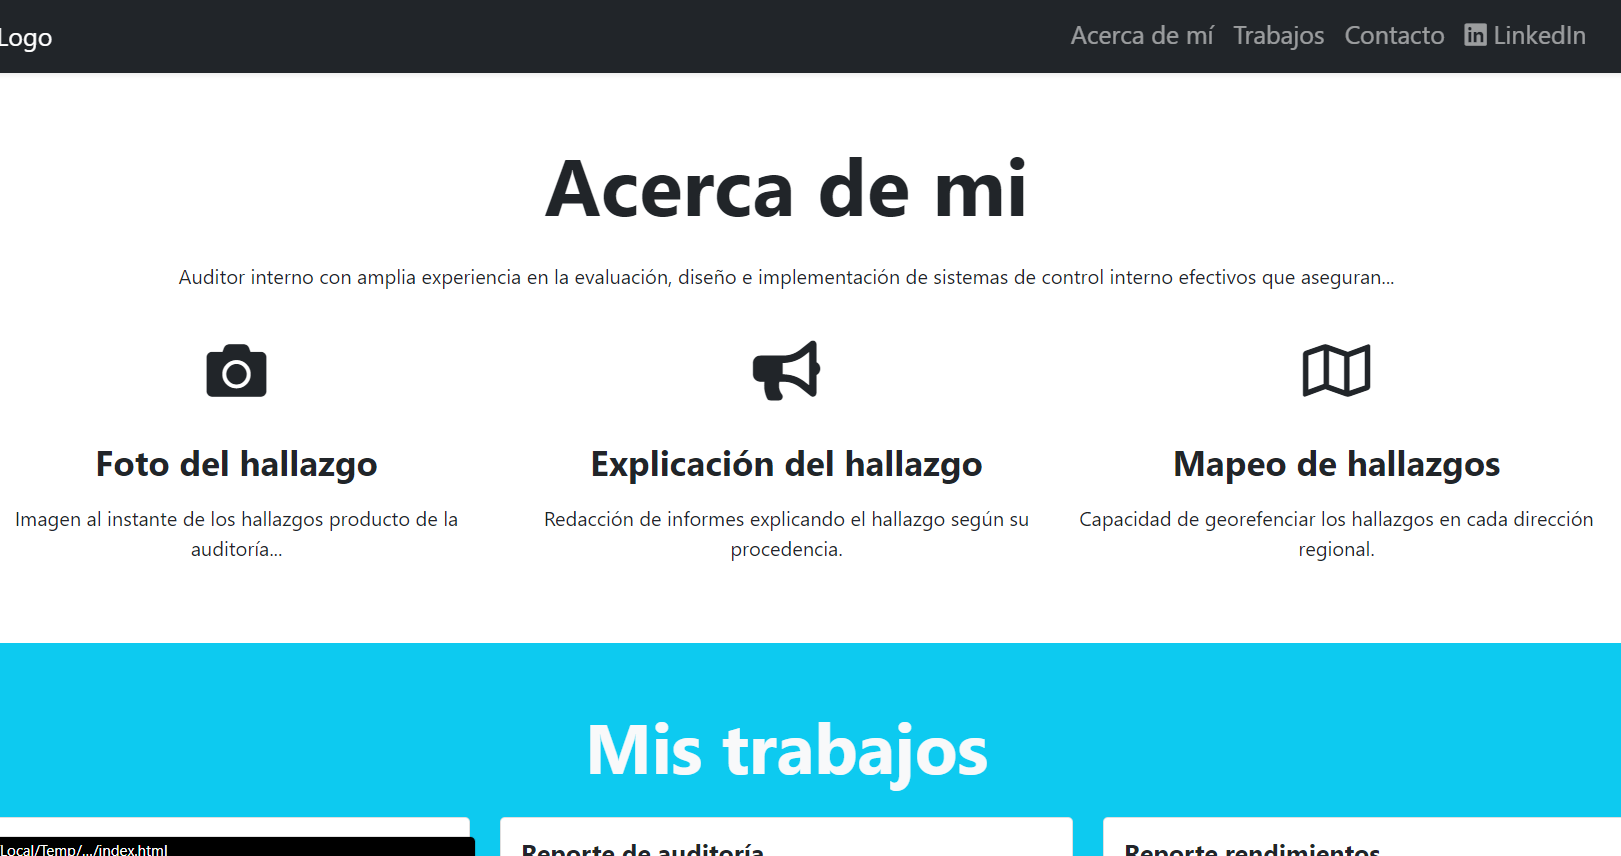 Logo
Acerca de mí Trabajos Contacto LinkedIn
Acerca de mi
Auditor interno con amplia experiencia en la evaluación, diseño e implementación de sistemas de control interno efectivos que aseguran...
Foto del hallazgo
Imagen al instante de los hallazgos producto de la
auditoría...
Explicación del hallazgo
Redacción de informes explicando el hallazgo según su
procedencia.
Mapeo de hallazgos
Capacidad de georefenciar los hallazgos en cada dirección
regional.
Mis trabajos
Reporte de auditoría
Reporte rendimientos
Local/Temp/.../index.html